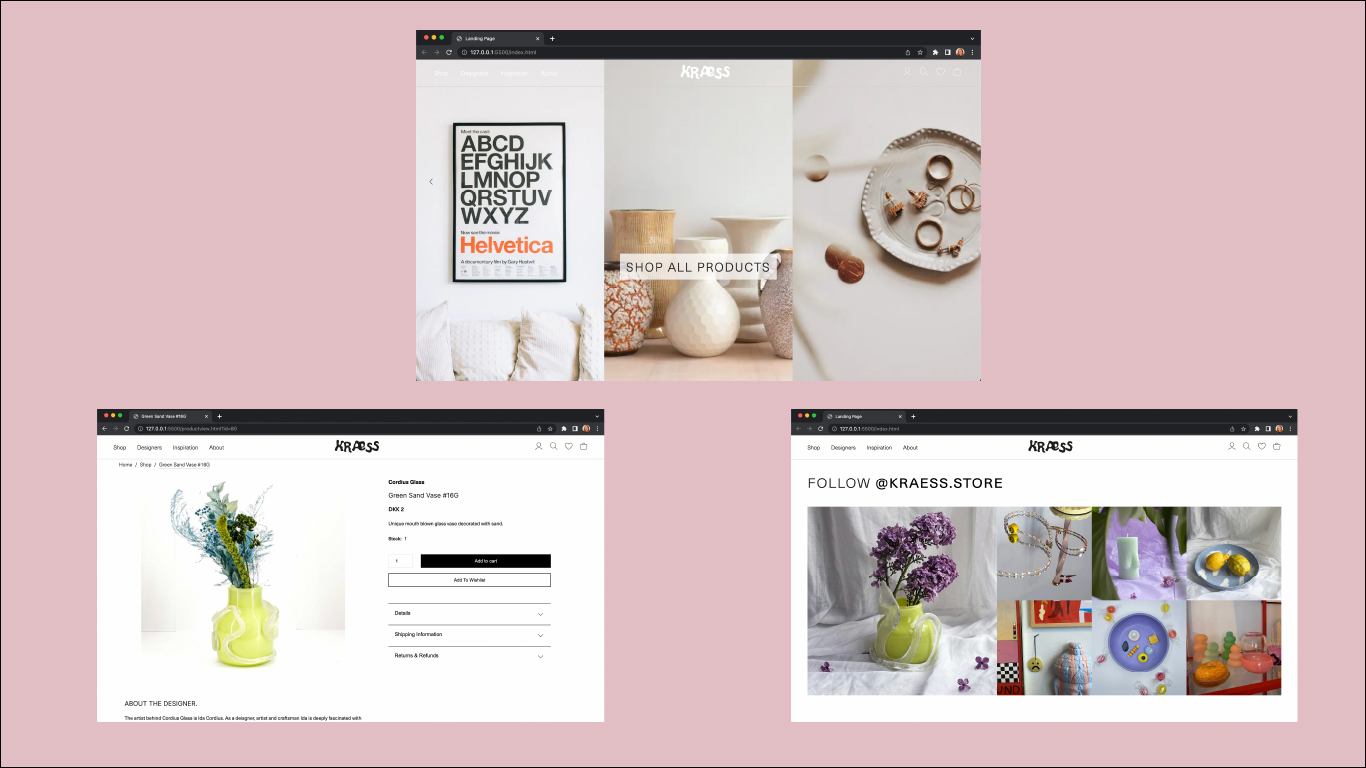 Landing Page
127.0.0.1:5500/index.html
Shop Designers Inspiration About
KRAESS
Meet the cast:
ABCD
EFGHIJK
LMNOP
QRSTUV
WXYZ
Now see the movie:
Helvetica
A documentary film by Gary Hustwit
SHOP ALL PRODUCTS
Green Sand Vase #16G
127.0.0.1:5500/productview.html?id=80
Shop Designers Inspiration About
KRAESS
Home / Shop / Green Sand Vase #16G
Cordius Glass
Green Sand Vase #16G
DKK 2
Unique mouth blown glass vase decorated with sand.
Stock: 1
1
Add to cart
Add To Wishlist
Details
Shipping Information
Returns & Refunds
ABOUT THE DESIGNER.
The artist behind Cordius Glass is Ida Cordius. As a designer, artist and craftsman Ida is deeply fascinated with
Landing Page
127.0.0.1:5500/index.html
Shop Designers Inspiration About
KRAESS
FOLLOW @KRAESS.STORE